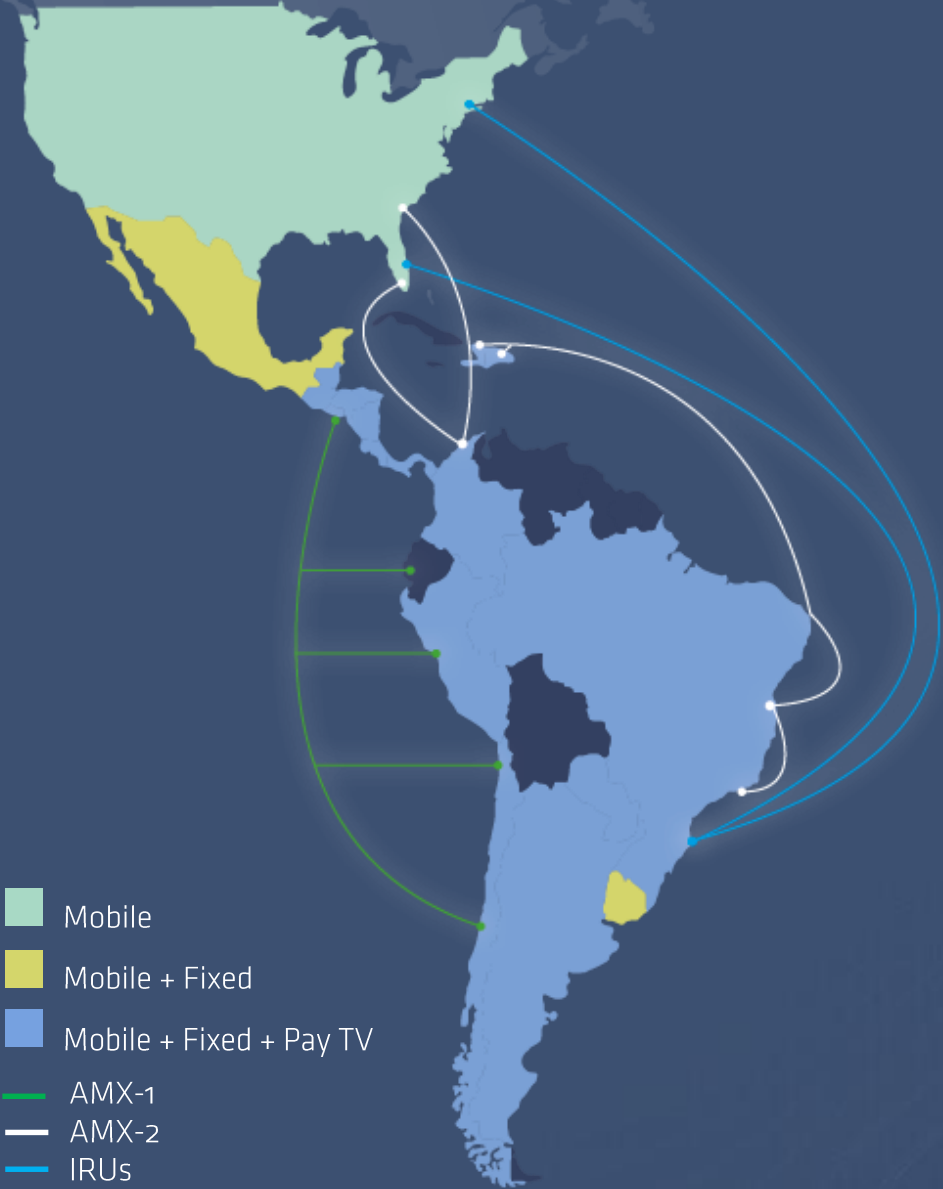 Mobile
Mobile + Fixed
Mobile + Fixed + Pay TV
AMX-1
AMX-2
IRUs